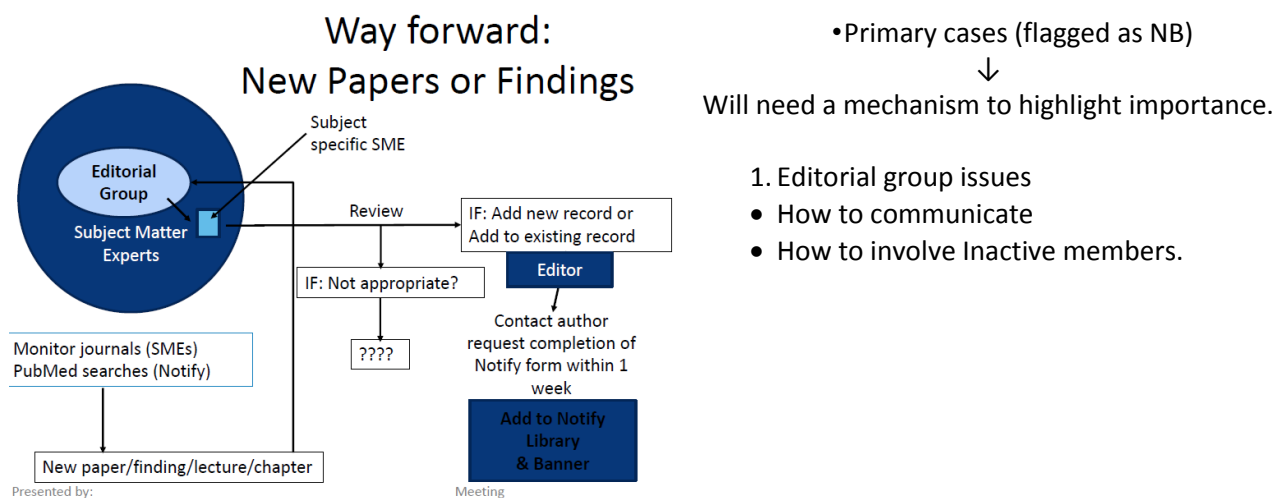 Way forward:
New Papers or Findings
Subject
specific SME
Editorial
Group
Subject Matter
Experts
Review
IF: Add new record or
Add to existing record
Editor
IF: Not appropriate?
????
Contact author
request completion of
Notify form within 1
week
Monitor journals (SMEs)
PubMed searches (Notify)
Add to Notify
Library
& Banner
New paper/finding/lecture/chapter
Presented by:
Meeting
•Primary cases (flagged as NB)
↓
Will need a mechanism to highlight importance.
1. Editorial group issues
• How to communicate
• How to involve Inactive members.